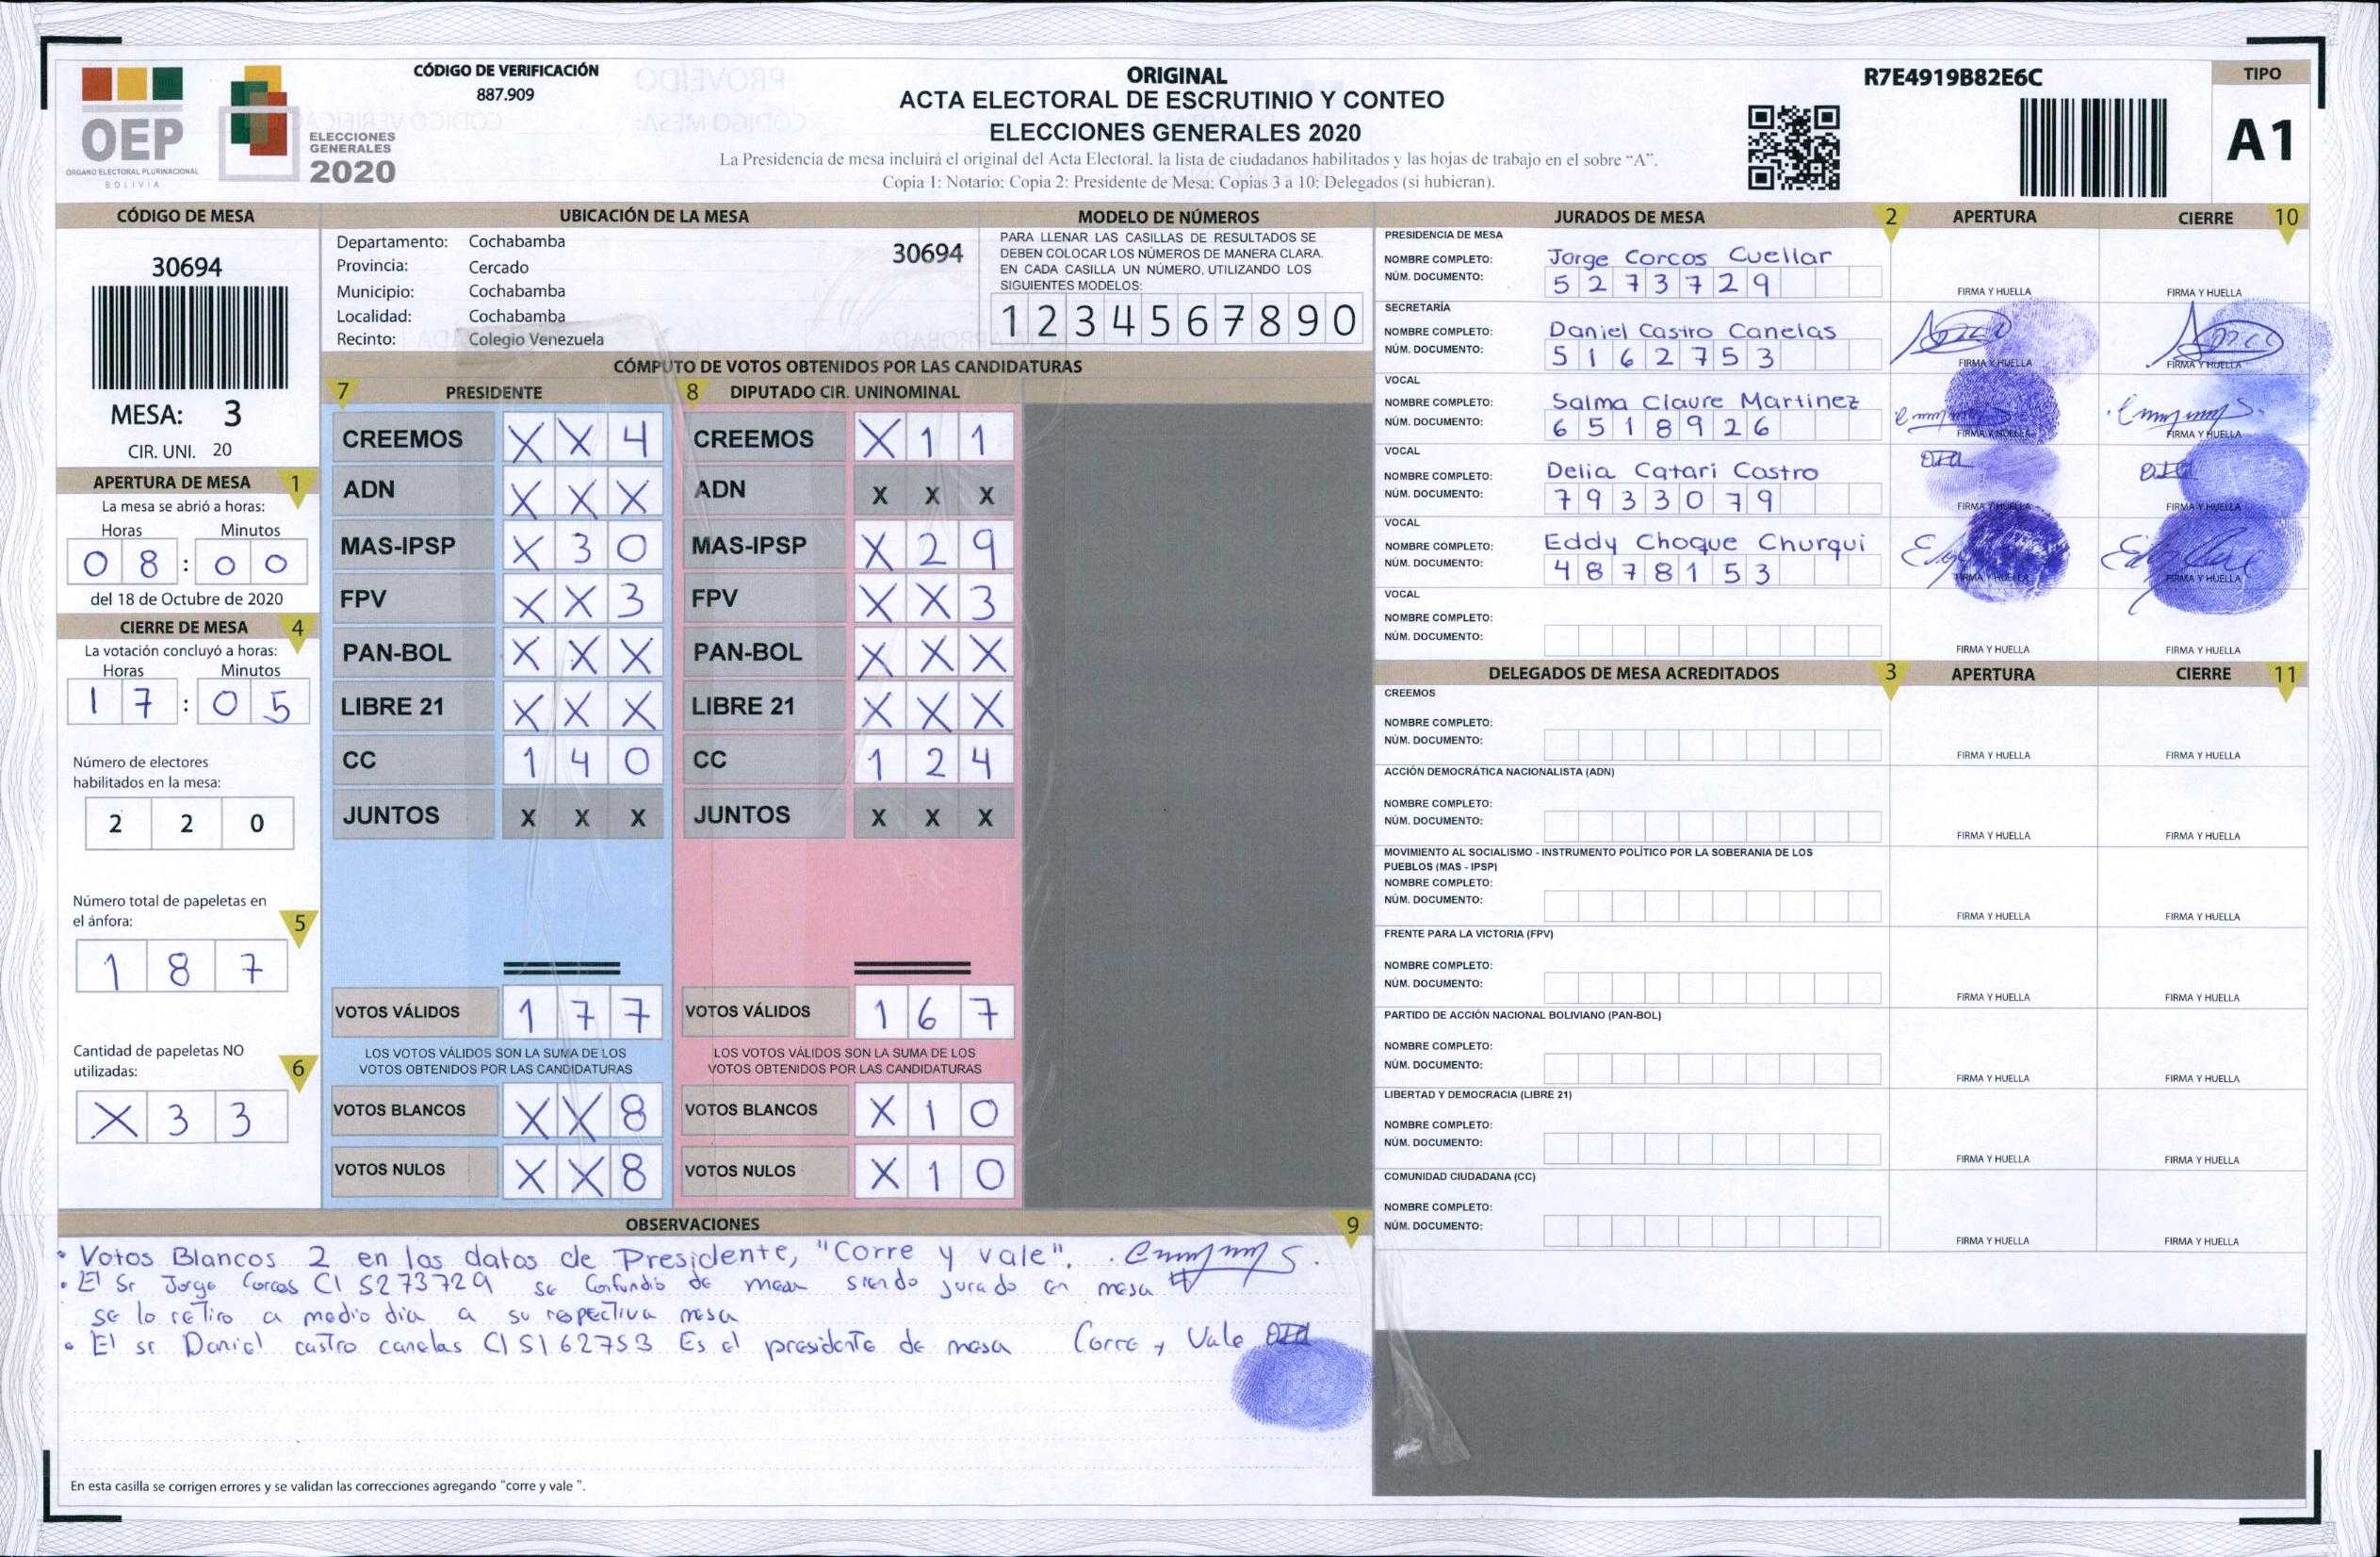 CÓDIGO DE VERIFICACIÓN
887.909
OEP
ÓRGANO ELECTORAL PLURINACIONAL
BOLIVIA
ELECCIONES
GENERALES
2020
ORIGINAL
ACTA ELECTORAL DE ESCRUTINIO Y CONTEO
ELECCIONES GENERALES 2020
La Presidencia de mesa incluirá el original del Acta Electoral, la lista de ciudadanos habilitados y las hojas de trabajo en el sobre “A”.
Copia 1: Notario; Copia 2: Presidente de Mesa; Copias 3 a 10: Delegados (si hubieran).
R7E4919B82E6C
TIPO
A1
CÓDIGO DE MESA
30694
MESA: 3
CIR. UNI. 20
APERTURA DE MESA 1
La mesa se abrió a horas:
Horas Minutos
0 8 : 0 0
del 18 de Octubre de 2020
CIERRE DE MESA 4
La votación concluyó a horas:
Horas Minutos
1 7 : 0 5
Número de electores
habilitados en la mesa:
2 2 0
Número total de papeletas en
el ánfora: 5
1 8 7
Cantidad de papeletas NO
utilizadas: 6
X 3 3
UBICACIÓN DE LA MESA
Departamento: Cochabamba
30694
Provincia: Cercado
Municipio: Cochabamba
Localidad: Cochabamba
Recinto: Colegio Venezuela
MODELO DE NÚMEROS
PARA LLENAR LAS CASILLAS DE RESULTADOS SE
DEBEN COLOCAR LOS NÚMEROS DE MANERA CLARA.
EN CADA CASILLA UN NÚMERO, UTILIZANDO LOS
SIGUIENTES MODELOS:
1 2 3 4 5 6 7 8 9 0
CÓMPUTO DE VOTOS OBTENIDOS POR LAS CANDIDATURAS
7 PRESIDENTE
CREEMOS X X 4
ADN X X X
MAS-IPSP X 3 0
FPV X X 3
PAN-BOL X X X
LIBRE 21 X X X
CC 1 4 0
JUNTOS X X X
VOTOS VÁLIDOS 1 7 7
LOS VOTOS VÁLIDOS SON LA SUMA DE LOS
VOTOS OBTENIDOS POR LAS CANDIDATURAS
VOTOS BLANCOS X X 8
VOTOS NULOS X X 8
8 DIPUTADO CIR. UNINOMINAL
CREEMOS X 1 1
ADN X X X
MAS-IPSP X 2 9
FPV X X 3
PAN-BOL X X X
LIBRE 21 X X X
CC 1 2 4
JUNTOS X X X
VOTOS VÁLIDOS 1 6 7
LOS VOTOS VÁLIDOS SON LA SUMA DE LOS
VOTOS OBTENIDOS POR LAS CANDIDATURAS
VOTOS BLANCOS X 1 0
VOTOS NULOS X 1 0
OBSERVACIONES 9
• Votos Blancos 2 en los datos de Presidente, "Corre y vale".
• El Sr Jorge Corcos CI 5273729 se Confundio de mesa siendo jurado en mesa
se lo retiro a medio dia a su respectiva mesa
• El sr Daniel castro canelas CI 5162753 Es el presidente de mesa Corre y Vale
En esta casilla se corrigen errores y se validan las correcciones agregando "corre y vale ".
JURADOS DE MESA 2 APERTURA CIERRE 10
PRESIDENCIA DE MESA
NOMBRE COMPLETO: Jorge Corcos Cuellar
NÚM. DOCUMENTO: 5 2 7 3 7 2 9
FIRMA Y HUELLA FIRMA Y HUELLA
SECRETARÍA
NOMBRE COMPLETO: Daniel Castro Canelas
NÚM. DOCUMENTO: 5 1 6 2 7 5 3
FIRMA Y HUELLA FIRMA Y HUELLA
VOCAL
NOMBRE COMPLETO: Salma Claure Martinez
NÚM. DOCUMENTO: 6 5 1 8 9 2 6
FIRMA Y HUELLA FIRMA Y HUELLA
VOCAL
NOMBRE COMPLETO: Delia Catari Castro
NÚM. DOCUMENTO: 7 9 3 3 0 7 9
FIRMA Y HUELLA FIRMA Y HUELLA
VOCAL
NOMBRE COMPLETO: Eddy Choque Churqui
NÚM. DOCUMENTO: 4 8 7 8 1 5 3
FIRMA Y HUELLA FIRMA Y HUELLA
VOCAL
NOMBRE COMPLETO:
NÚM. DOCUMENTO:
FIRMA Y HUELLA FIRMA Y HUELLA
DELEGADOS DE MESA ACREDITADOS 3 APERTURA CIERRE 11
CREEMOS
NOMBRE COMPLETO:
NÚM. DOCUMENTO:
FIRMA Y HUELLA FIRMA Y HUELLA
ACCIÓN DEMOCRÁTICA NACIONALISTA (ADN)
NOMBRE COMPLETO:
NÚM. DOCUMENTO:
FIRMA Y HUELLA FIRMA Y HUELLA
MOVIMIENTO AL SOCIALISMO - INSTRUMENTO POLÍTICO POR LA SOBERANIA DE LOS
PUEBLOS (MAS - IPSP)
NOMBRE COMPLETO:
NÚM. DOCUMENTO:
FIRMA Y HUELLA FIRMA Y HUELLA
FRENTE PARA LA VICTORIA (FPV)
NOMBRE COMPLETO:
NÚM. DOCUMENTO:
FIRMA Y HUELLA FIRMA Y HUELLA
PARTIDO DE ACCIÓN NACIONAL BOLIVIANO (PAN-BOL)
NOMBRE COMPLETO:
NÚM. DOCUMENTO:
FIRMA Y HUELLA FIRMA Y HUELLA
LIBERTAD Y DEMOCRACIA (LIBRE 21)
NOMBRE COMPLETO:
NÚM. DOCUMENTO:
FIRMA Y HUELLA FIRMA Y HUELLA
COMUNIDAD CIUDADANA (CC)
NOMBRE COMPLETO:
NÚM. DOCUMENTO:
FIRMA Y HUELLA FIRMA Y HUELLA